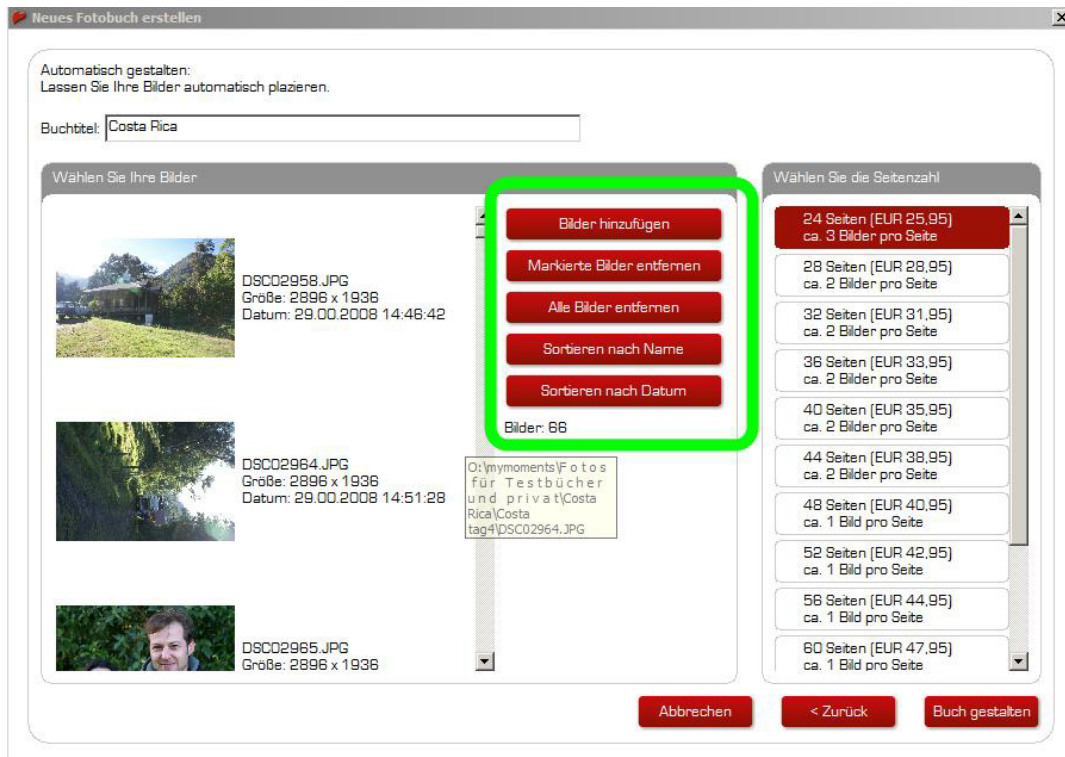 Neues Fotobuch erstellen
Automatisch gestalten:
Lassen Sie Ihre Bilder automatisch plazieren.
Buchtitel: Costa Rica
Wählen Sie Ihre Bilder
DSC02958.JPG
Größe: 2896 x 1936
Datum: 29.00.2008 14:46:42
DSC02964.JPG
Größe: 2896 x 1936
Datum: 29.00.2008 14:51:28
DSC02965.JPG
Größe: 2896 x 1936
Bilder hinzufügen
Markierte Bilder entfernen
Alle Bilder entfernen
Sortieren nach Name
Sortieren nach Datum
Bilder: 66
O:\mymoments\Fotos
für Testbücher
und privat\Costa
Rica\Costa
tag4\DSC02964.JPG
Wählen Sie die Seitenzahl
24 Seiten (EUR 25,95)
ca. 3 Bilder pro Seite
28 Seiten (EUR 28,95)
ca. 2 Bilder pro Seite
32 Seiten (EUR 31,95)
ca. 2 Bilder pro Seite
36 Seiten (EUR 33,95)
ca. 2 Bilder pro Seite
40 Seiten (EUR 35,95)
ca. 2 Bilder pro Seite
44 Seiten (EUR 38,95)
ca. 2 Bilder pro Seite
48 Seiten (EUR 40,95)
ca. 1 Bild pro Seite
52 Seiten (EUR 42,95)
ca. 1 Bild pro Seite
56 Seiten (EUR 44,95)
ca. 1 Bild pro Seite
60 Seiten (EUR 47,95)
ca. 1 Bild pro Seite
Abbrechen
< Zurück
Buch gestalten